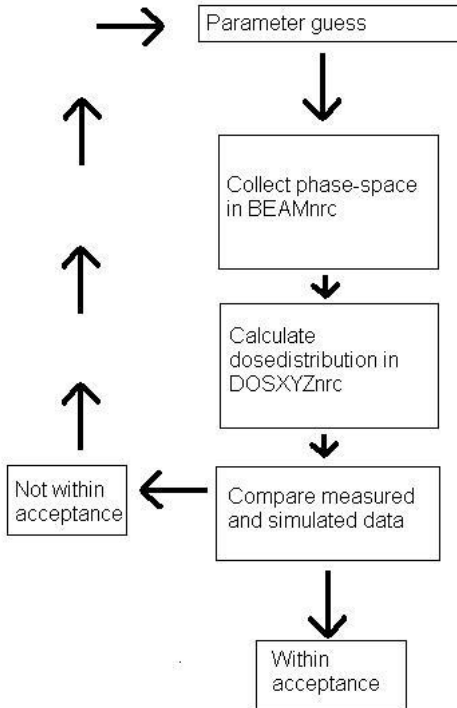 Parameter guess
Collect phase-space
in BEAMnrc
Calculate
dosedistribution in
DOSXYZnrc
Compare measured
and simulated data
Not within
acceptance
Within
acceptance